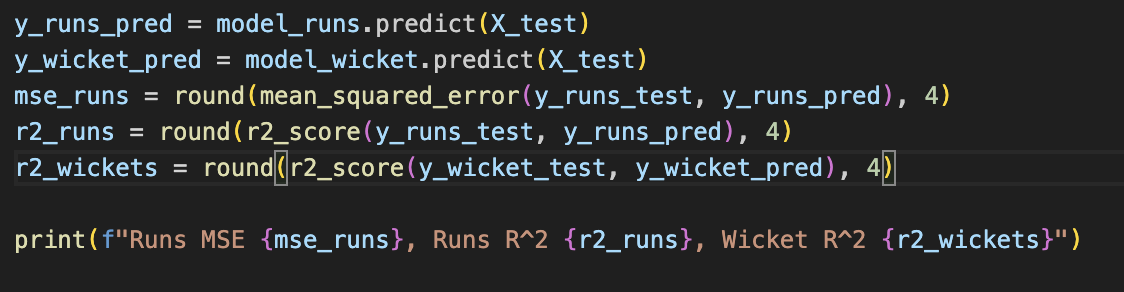 y_runs_pred = model_runs.predict(X_test)
y_wicket_pred = model_wicket.predict(X_test)
mse_runs = round(mean_squared_error(y_runs_test, y_runs_pred), 4)
r2_runs = round(r2_score(y_runs_test, y_runs_pred), 4)
r2_wickets = round(r2_score(y_wicket_test, y_wicket_pred), 4)
print(f"Runs MSE {mse_runs}, Runs R^2 {r2_runs}, Wicket R^2 {r2_wickets}")